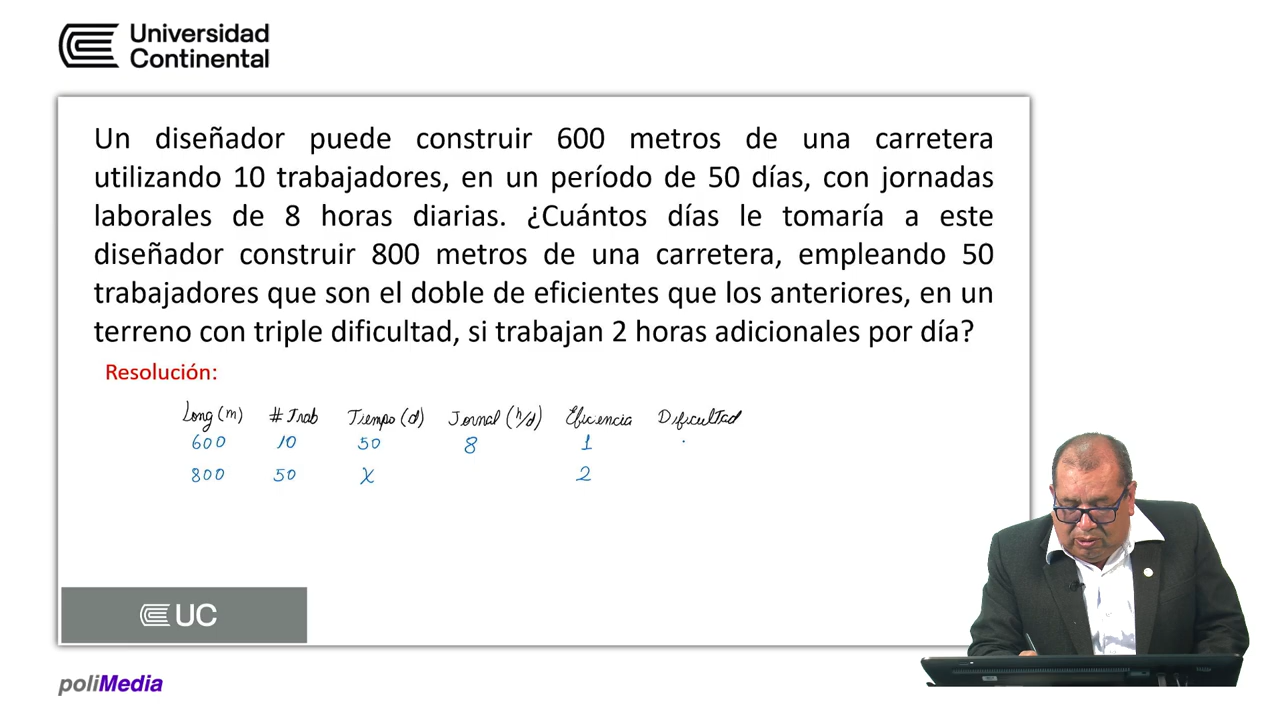 Universidad
Continental
Un diseñador puede construir 600 metros de una carretera
utilizando 10 trabajadores, en un período de 50 días, con jornadas
laborales de 8 horas diarias. ¿Cuántos días le tomaría a este
diseñador construir 800 metros de una carretera, empleando 50
trabajadores que son el doble de eficientes que los anteriores, en un
terreno con triple dificultad, si trabajan 2 horas adicionales por día?
Resolución:
Long (m) # Trab Tiempo (d) Jornal (h/d) Eficiencia Dificultad
600 10 50 8 1
800 50 x 2
UC
poliMedia